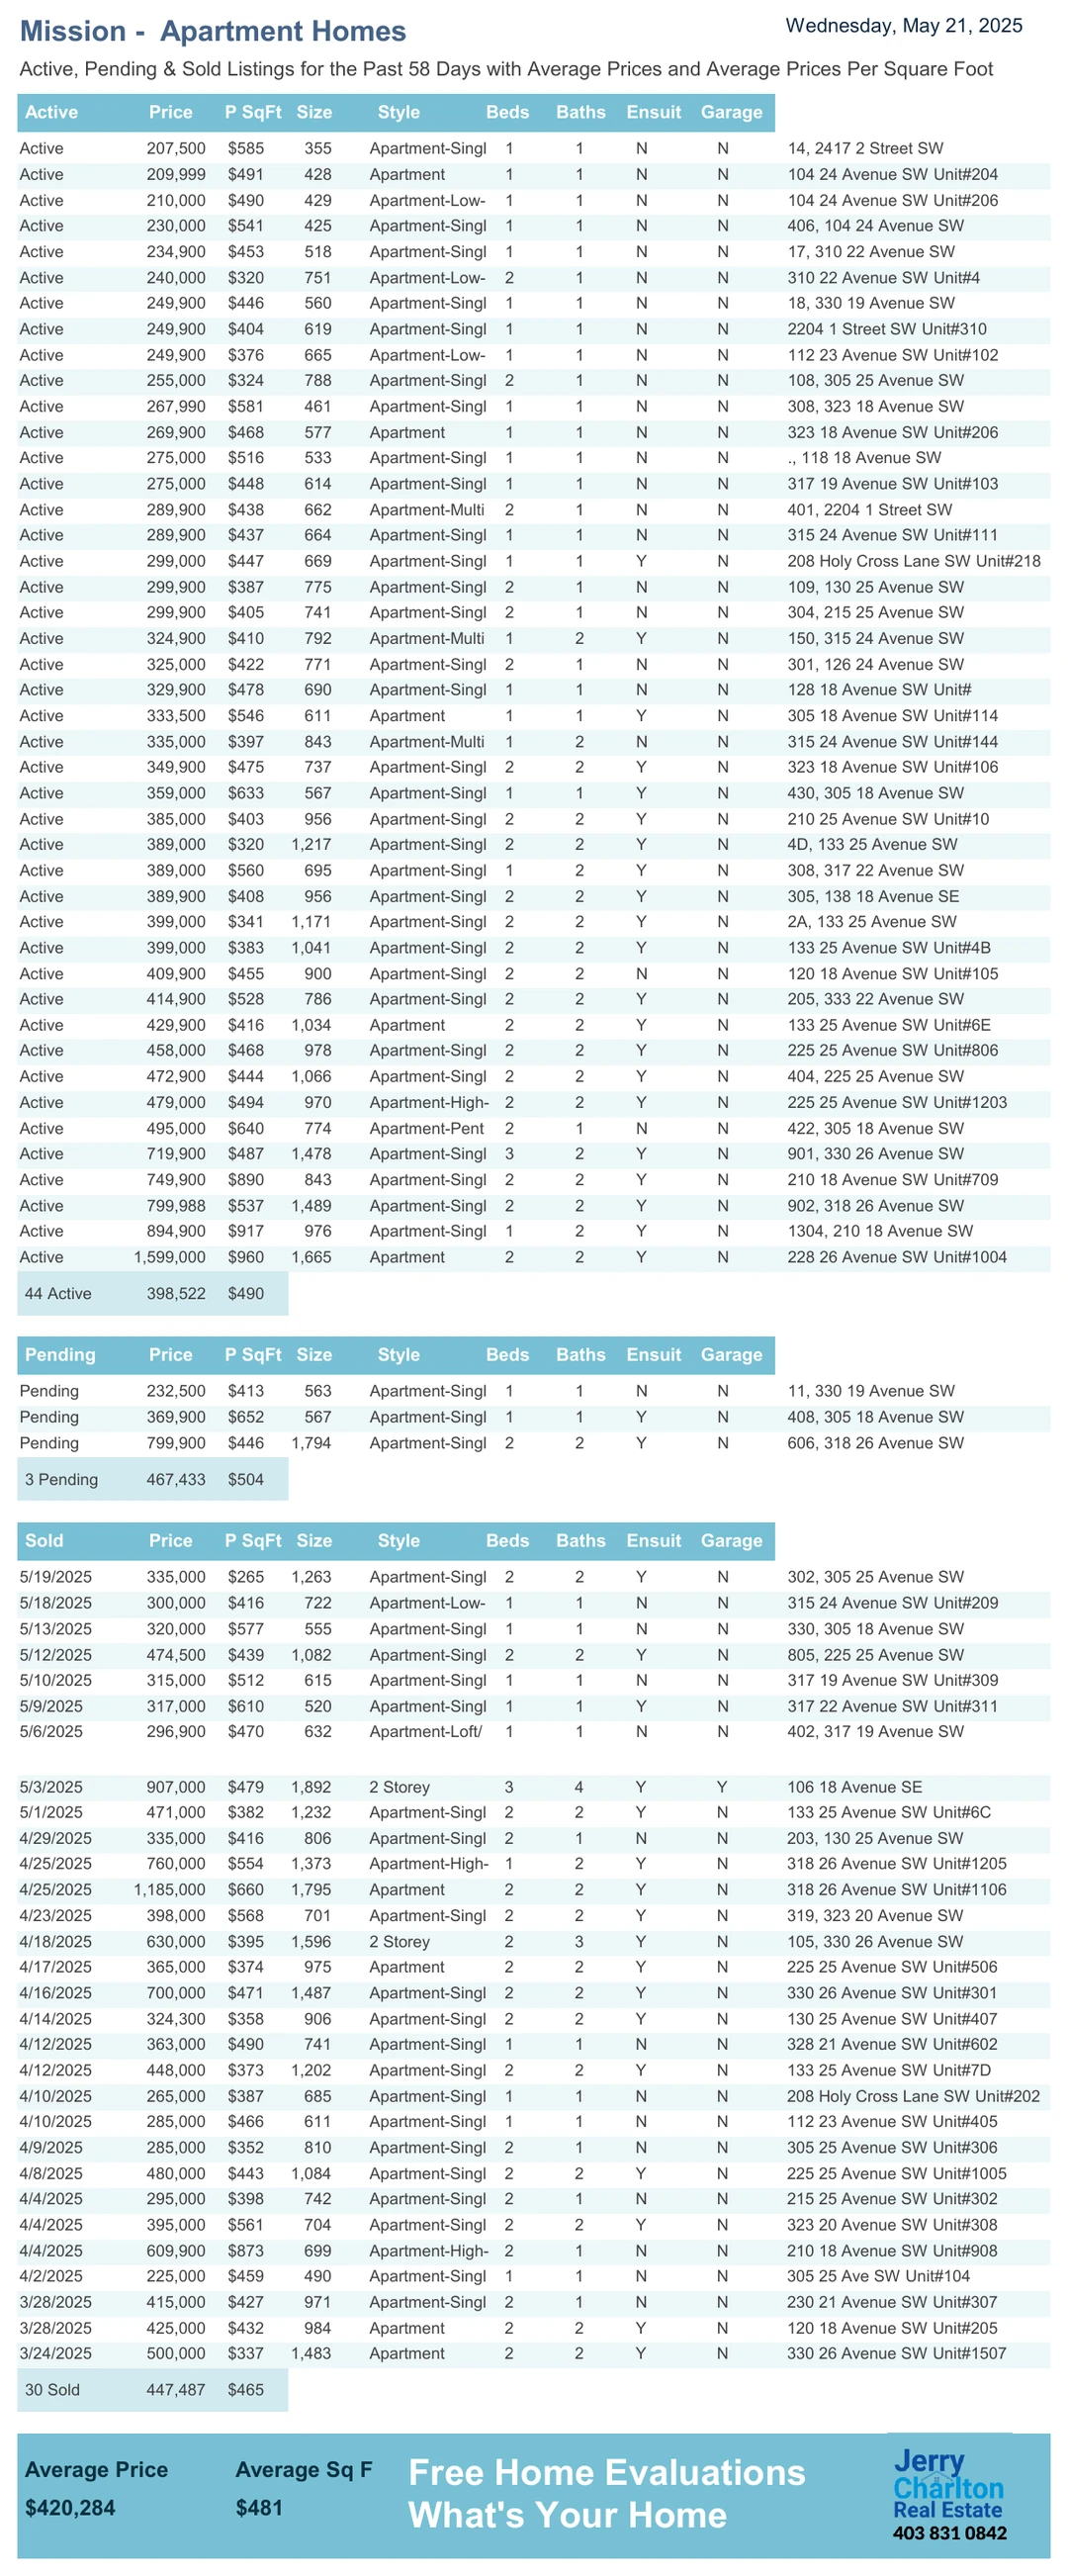 Mission -  Apartment Homes
Wednesday, May 21, 2025
Active, Pending & Sold Listings for the Past 58 Days with Average Prices and Average Prices Per Square Foot
Active Price P SqFt Size Style Beds Baths Ensuit Garage
Active 207,500 $585 355 Apartment-Singl 1 1 N N 14, 2417 2 Street SW
Active 209,999 $491 428 Apartment 1 1 N N 104 24 Avenue SW Unit#204
Active 210,000 $490 429 Apartment-Low- 1 1 N N 104 24 Avenue SW Unit#206
Active 230,000 $541 425 Apartment-Singl 1 1 N N 406, 104 24 Avenue SW
Active 234,900 $453 518 Apartment-Singl 1 1 N N 17, 310 22 Avenue SW
Active 240,000 $320 751 Apartment-Low- 2 1 N N 310 22 Avenue SW Unit#4
Active 249,900 $446 560 Apartment-Singl 1 1 N N 18, 330 19 Avenue SW
Active 249,900 $404 619 Apartment-Singl 1 1 N N 2204 1 Street SW Unit#310
Active 249,900 $376 665 Apartment-Low- 1 1 N N 112 23 Avenue SW Unit#102
Active 255,000 $324 788 Apartment-Singl 2 1 N N 108, 305 25 Avenue SW
Active 267,990 $581 461 Apartment-Singl 1 1 N N 308, 323 18 Avenue SW
Active 269,900 $468 577 Apartment 1 1 N N 323 18 Avenue SW Unit#206
Active 275,000 $516 533 Apartment-Singl 1 1 N N ., 118 18 Avenue SW
Active 275,000 $448 614 Apartment-Singl 1 1 N N 317 19 Avenue SW Unit#103
Active 289,900 $438 662 Apartment-Multi 2 1 N N 401, 2204 1 Street SW
Active 289,900 $437 664 Apartment-Singl 1 1 N N 315 24 Avenue SW Unit#111
Active 299,000 $447 669 Apartment-Singl 1 1 Y N 208 Holy Cross Lane SW Unit#218
Active 299,900 $387 775 Apartment-Singl 2 1 N N 109, 130 25 Avenue SW
Active 299,900 $405 741 Apartment-Singl 2 1 N N 304, 215 25 Avenue SW
Active 324,900 $410 792 Apartment-Multi 1 2 Y N 150, 315 24 Avenue SW
Active 325,000 $422 771 Apartment-Singl 2 1 N N 301, 126 24 Avenue SW
Active 329,900 $478 690 Apartment-Singl 1 1 N N 128 18 Avenue SW Unit#
Active 333,500 $546 611 Apartment 1 1 Y N 305 18 Avenue SW Unit#114
Active 335,000 $397 843 Apartment-Multi 1 2 N N 315 24 Avenue SW Unit#144
Active 349,900 $475 737 Apartment-Singl 2 2 Y N 323 18 Avenue SW Unit#106
Active 359,000 $633 567 Apartment-Singl 1 1 Y N 430, 305 18 Avenue SW
Active 385,000 $403 956 Apartment-Singl 2 2 Y N 210 25 Avenue SW Unit#10
Active 389,000 $320 1,217 Apartment-Singl 2 2 Y N 4D, 133 25 Avenue SW
Active 389,000 $560 695 Apartment-Singl 1 2 Y N 308, 317 22 Avenue SW
Active 389,900 $408 956 Apartment-Singl 2 2 Y N 305, 138 18 Avenue SE
Active 399,000 $341 1,171 Apartment-Singl 2 2 Y N 2A, 133 25 Avenue SW
Active 399,000 $383 1,041 Apartment-Singl 2 2 Y N 133 25 Avenue SW Unit#4B
Active 409,900 $455 900 Apartment-Singl 2 2 N N 120 18 Avenue SW Unit#105
Active 414,900 $528 786 Apartment-Singl 2 2 Y N 205, 333 22 Avenue SW
Active 429,900 $416 1,034 Apartment 2 2 Y N 133 25 Avenue SW Unit#6E
Active 458,000 $468 978 Apartment-Singl 2 2 Y N 225 25 Avenue SW Unit#806
Active 472,900 $444 1,066 Apartment-Singl 2 2 Y N 404, 225 25 Avenue SW
Active 479,000 $494 970 Apartment-High- 2 2 Y N 225 25 Avenue SW Unit#1203
Active 495,000 $640 774 Apartment-Pent 2 1 N N 422, 305 18 Avenue SW
Active 719,900 $487 1,478 Apartment-Singl 3 2 Y N 901, 330 26 Avenue SW
Active 749,900 $890 843 Apartment-Singl 2 2 Y N 210 18 Avenue SW Unit#709
Active 799,988 $537 1,489 Apartment-Singl 2 2 Y N 902, 318 26 Avenue SW
Active 894,900 $917 976 Apartment-Singl 1 2 Y N 1304, 210 18 Avenue SW
Active 1,599,000 $960 1,665 Apartment 2 2 Y N 228 26 Avenue SW Unit#1004
44 Active 398,522 $490
Pending Price P SqFt Size Style Beds Baths Ensuit Garage
Pending 232,500 $413 563 Apartment-Singl 1 1 N N 11, 330 19 Avenue SW
Pending 369,900 $652 567 Apartment-Singl 1 1 Y N 408, 305 18 Avenue SW
Pending 799,900 $446 1,794 Apartment-Singl 2 2 Y N 606, 318 26 Avenue SW
3 Pending 467,433 $504
Sold Price P SqFt Size Style Beds Baths Ensuit Garage
5/19/2025 335,000 $265 1,263 Apartment-Singl 2 2 Y N 302, 305 25 Avenue SW
5/18/2025 300,000 $416 722 Apartment-Low- 1 1 N N 315 24 Avenue SW Unit#209
5/13/2025 320,000 $577 555 Apartment-Singl 1 1 N N 330, 305 18 Avenue SW
5/12/2025 474,500 $439 1,082 Apartment-Singl 2 2 Y N 805, 225 25 Avenue SW
5/10/2025 315,000 $512 615 Apartment-Singl 1 1 N N 317 19 Avenue SW Unit#309
5/9/2025 317,000 $610 520 Apartment-Singl 1 1 Y N 317 22 Avenue SW Unit#311
5/6/2025 296,900 $470 632 Apartment-Loft/ 1 1 N N 402, 317 19 Avenue SW
5/3/2025 907,000 $479 1,892 2 Storey 3 4 Y Y 106 18 Avenue SE
5/1/2025 471,000 $382 1,232 Apartment-Singl 2 2 Y N 133 25 Avenue SW Unit#6C
4/29/2025 335,000 $416 806 Apartment-Singl 2 1 N N 203, 130 25 Avenue SW
4/25/2025 760,000 $554 1,373 Apartment-High- 1 2 Y N 318 26 Avenue SW Unit#1205
4/25/2025 1,185,000 $660 1,795 Apartment 2 2 Y N 318 26 Avenue SW Unit#1106
4/23/2025 398,000 $568 701 Apartment-Singl 2 2 Y N 319, 323 20 Avenue SW
4/18/2025 630,000 $395 1,596 2 Storey 2 3 Y N 105, 330 26 Avenue SW
4/17/2025 365,000 $374 975 Apartment 2 2 Y N 225 25 Avenue SW Unit#506
4/16/2025 700,000 $471 1,487 Apartment-Singl 2 2 Y N 330 26 Avenue SW Unit#301
4/14/2025 324,300 $358 906 Apartment-Singl 2 2 Y N 130 25 Avenue SW Unit#407
4/12/2025 363,000 $490 741 Apartment-Singl 1 1 N N 328 21 Avenue SW Unit#602
4/12/2025 448,000 $373 1,202 Apartment-Singl 2 2 Y N 133 25 Avenue SW Unit#7D
4/10/2025 265,000 $387 685 Apartment-Singl 1 1 N N 208 Holy Cross Lane SW Unit#202
4/10/2025 285,000 $466 611 Apartment-Singl 1 1 N N 112 23 Avenue SW Unit#405
4/9/2025 285,000 $352 810 Apartment-Singl 2 1 N N 305 25 Avenue SW Unit#306
4/8/2025 480,000 $443 1,084 Apartment-Singl 2 2 Y N 225 25 Avenue SW Unit#1005
4/4/2025 295,000 $398 742 Apartment-Singl 2 1 N N 215 25 Avenue SW Unit#302
4/4/2025 395,000 $561 704 Apartment-Singl 2 2 Y N 323 20 Avenue SW Unit#308
4/4/2025 609,900 $873 699 Apartment-High- 2 1 N N 210 18 Avenue SW Unit#908
4/2/2025 225,000 $459 490 Apartment-Singl 1 1 N N 305 25 Ave SW Unit#104
3/28/2025 415,000 $427 971 Apartment-Singl 2 1 N N 230 21 Avenue SW Unit#307
3/28/2025 425,000 $432 984 Apartment 2 2 Y N 120 18 Avenue SW Unit#205
3/24/2025 500,000 $337 1,483 Apartment 2 2 Y N 330 26 Avenue SW Unit#1507
30 Sold 447,487 $465
Average Price Average Sq F
$420,284 $481
Free Home Evaluations
What's Your Home
Jerry
Charlton
Real Estate
403 831 0842